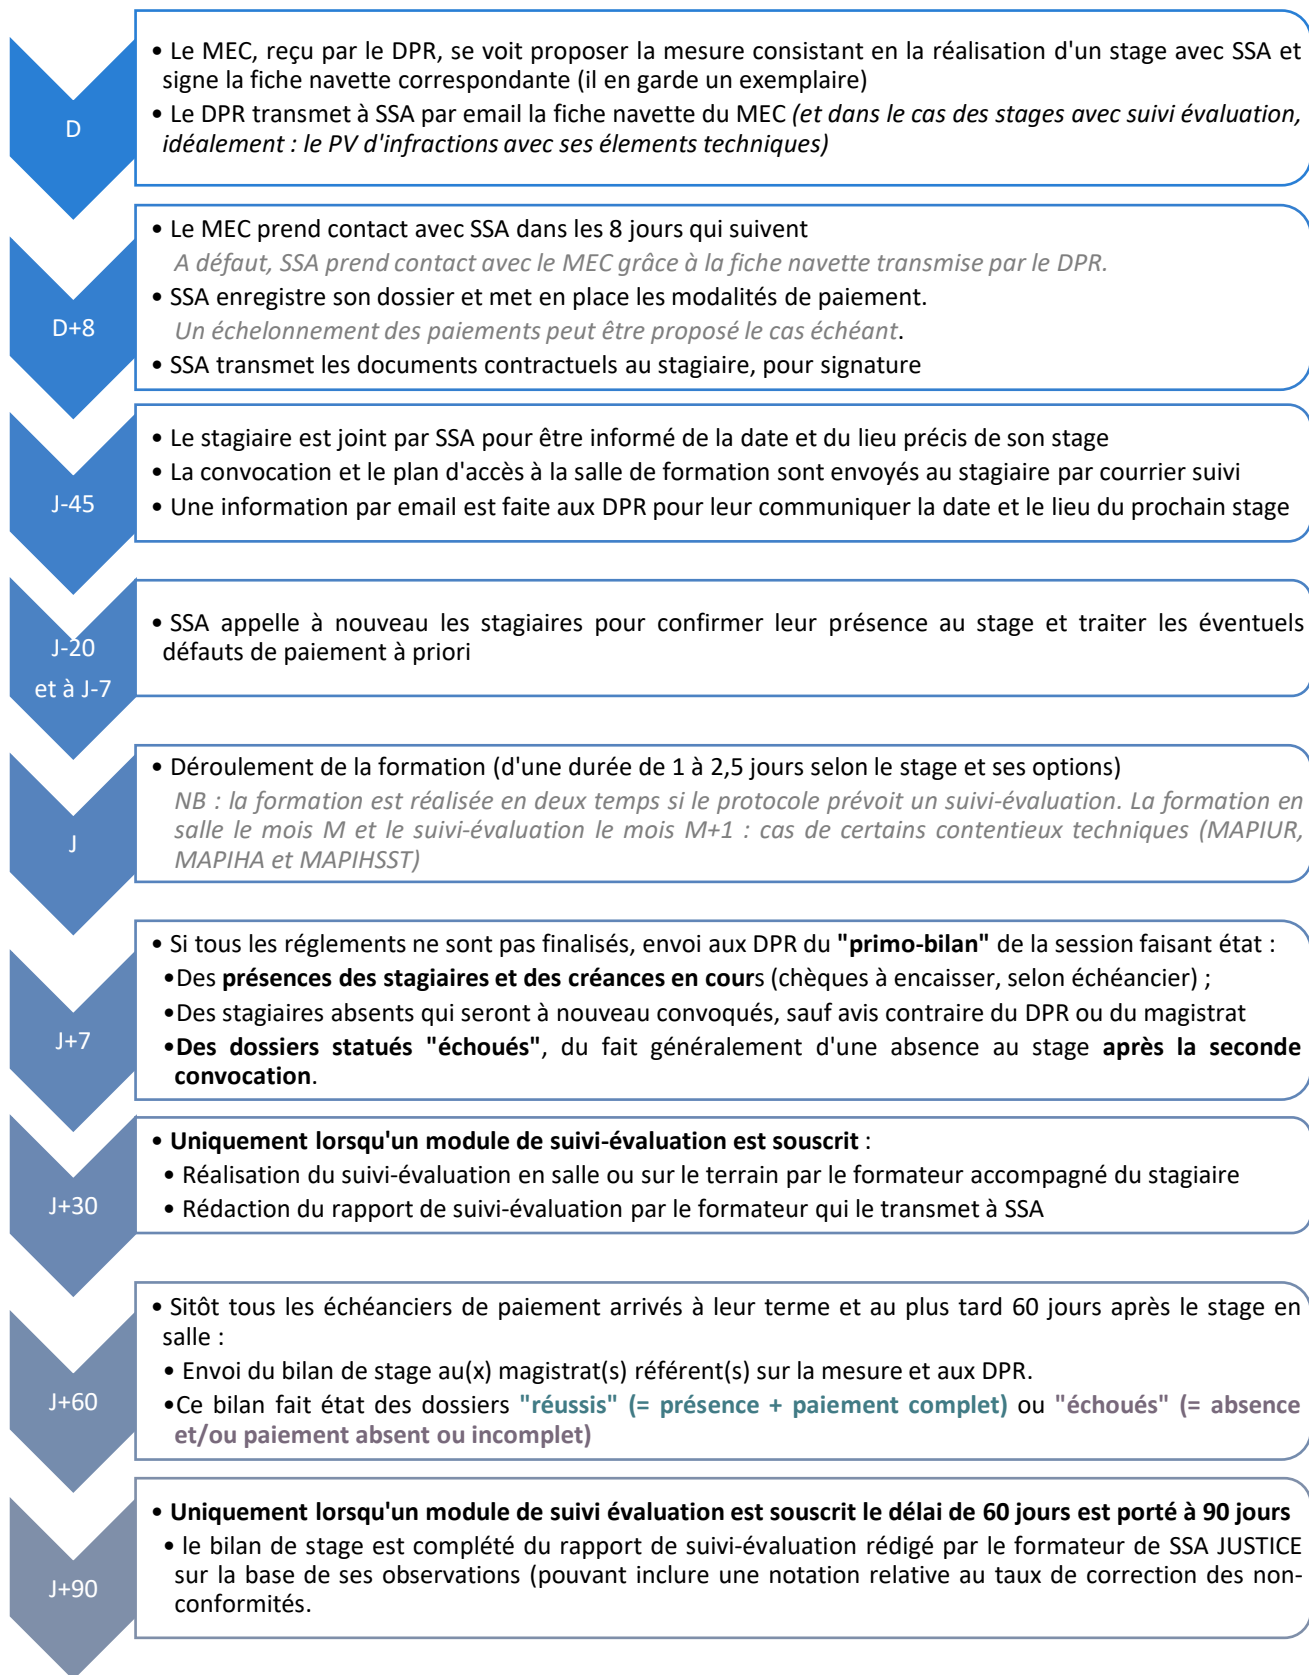 D
• Le MEC, reçu par le DPR, se voit proposer la mesure consistant en la réalisation d'un stage avec SSA et
signe la fiche navette correspondante (il en garde un exemplaire)
• Le DPR transmet à SSA par email la fiche navette du MEC (et dans le cas des stages avec suivi évaluation,
idéalement : le PV d'infractions avec ses élements techniques)
D+8
• Le MEC prend contact avec SSA dans les 8 jours qui suivent
A défaut, SSA prend contact avec le MEC grâce à la fiche navette transmise par le DPR.
• SSA enregistre son dossier et met en place les modalités de paiement.
Un échelonnement des paiements peut être proposé le cas échéant.
• SSA transmet les documents contractuels au stagiaire, pour signature
J-45
• Le stagiaire est joint par SSA pour être informé de la date et du lieu précis de son stage
• La convocation et le plan d'accès à la salle de formation sont envoyés au stagiaire par courrier suivi
• Une information par email est faite aux DPR pour leur communiquer la date et le lieu du prochain stage
J-20
et à J-7
• SSA appelle à nouveau les stagiaires pour confirmer leur présence au stage et traiter les éventuels
défauts de paiement à priori
J
• Déroulement de la formation (d'une durée de 1 à 2,5 jours selon le stage et ses options)
NB : la formation est réalisée en deux temps si le protocole prévoit un suivi-évaluation. La formation en
salle le mois M et le suivi-évaluation le mois M+1 : cas de certains contentieux techniques (MAPIUR,
MAPIHA et MAPIHSST)
J+7
• Si tous les réglements ne sont pas finalisés, envoi aux DPR du "primo-bilan" de la session faisant état :
•Des présences des stagiaires et des créances en cours (chèques à encaisser, selon échéancier) ;
•Des stagiaires absents qui seront à nouveau convoqués, sauf avis contraire du DPR ou du magistrat
•Des dossiers statués "échoués", du fait généralement d'une absence au stage après la seconde
convocation.
J+30
• Uniquement lorsqu'un module de suivi-évaluation est souscrit :
• Réalisation du suivi-évaluation en salle ou sur le terrain par le formateur accompagné du stagiaire
• Rédaction du rapport de suivi-évaluation par le formateur qui le transmet à SSA
J+60
• Sitôt tous les échéanciers de paiement arrivés à leur terme et au plus tard 60 jours après le stage en
salle :
• Envoi du bilan de stage au(x) magistrat(s) référent(s) sur la mesure et aux DPR.
•Ce bilan fait état des dossiers "réussis" (= présence + paiement complet) ou "échoués" (= absence
et/ou paiement absent ou incomplet)
J+90
• Uniquement lorsqu'un module de suivi évaluation est souscrit le délai de 60 jours est porté à 90 jours
• le bilan de stage est complété du rapport de suivi-évaluation rédigé par le formateur de SSA JUSTICE
sur la base de ses observations (pouvant inclure une notation relative au taux de correction des non-
conformités.